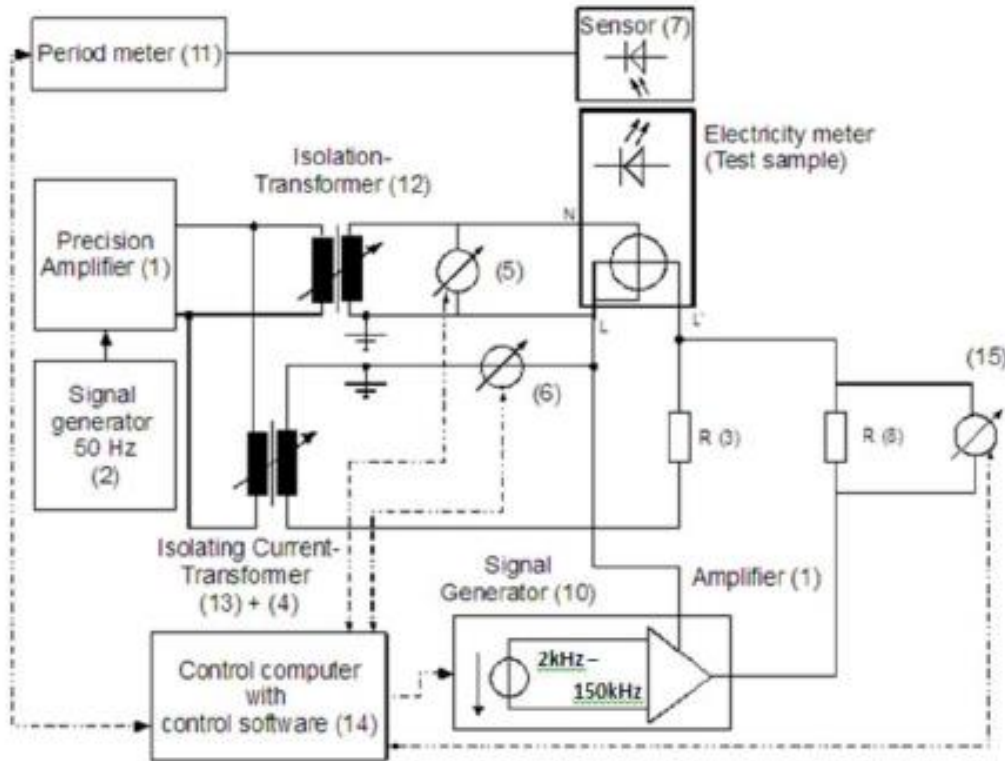 Period meter (11)
Sensor (7)
Electricity meter
(Test sample)
Isolation-
Transformer (12)
Precision
Amplifier (1)
N
(5)
L
L'
(6)
(15)
Signal
generator
50 Hz
(2)
R (3)
R (8)
Isolating Current-
Transformer
(13) + (4)
Signal
Generator (10)
Amplifier (1)
Control computer
with
control software (14)
2kHz–
150kHz